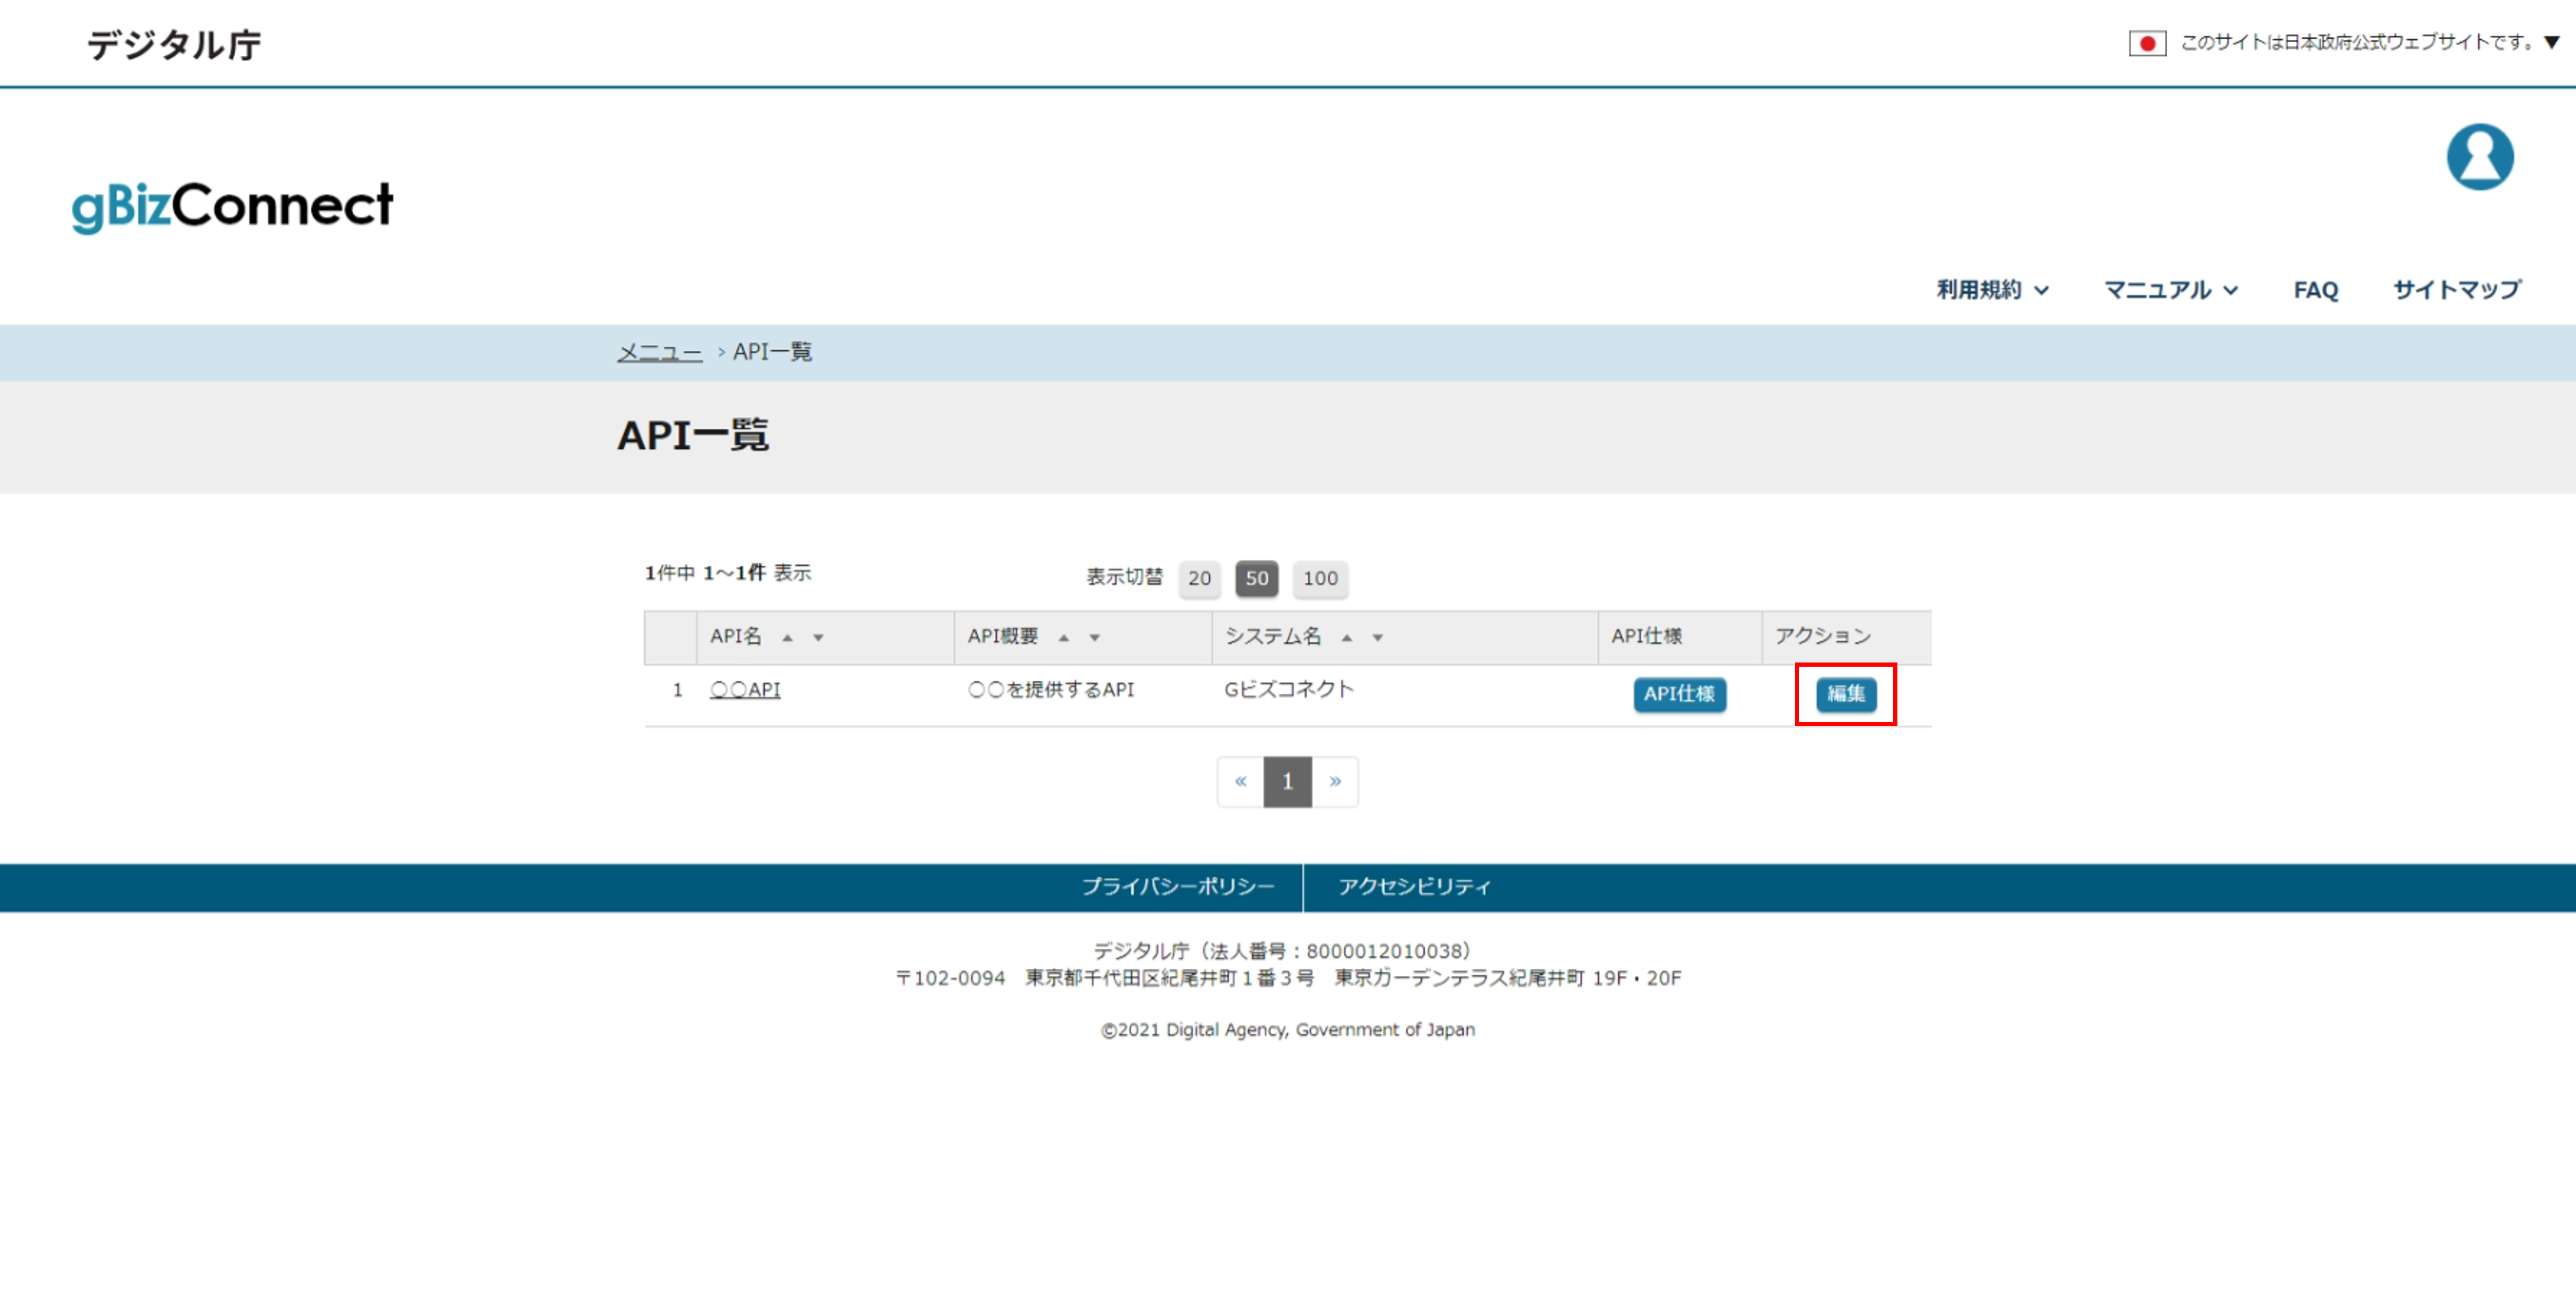 デジタル庁
このサイトは日本政府公式ウェブサイトです。▼
gBizConnect
利用規約 マニュアル FAQ サイトマップ
メニュー > API一覧
API一覧
1件中 1～1件 表示 表示切替 20 50 100
API名 ▲ ▼ API概要 ▲ ▼ システム名 ▲ ▼ API仕様 アクション
1 〇〇API 〇〇を提供するAPI Gビズコネクト API仕様 編集
« 1 »
プライバシーポリシー アクセシビリティ
デジタル庁（法人番号：8000012010038）
〒102-0094　東京都千代田区紀尾井町１番３号　東京ガーデンテラス紀尾井町 19F・20F
©2021 Digital Agency, Government of Japan